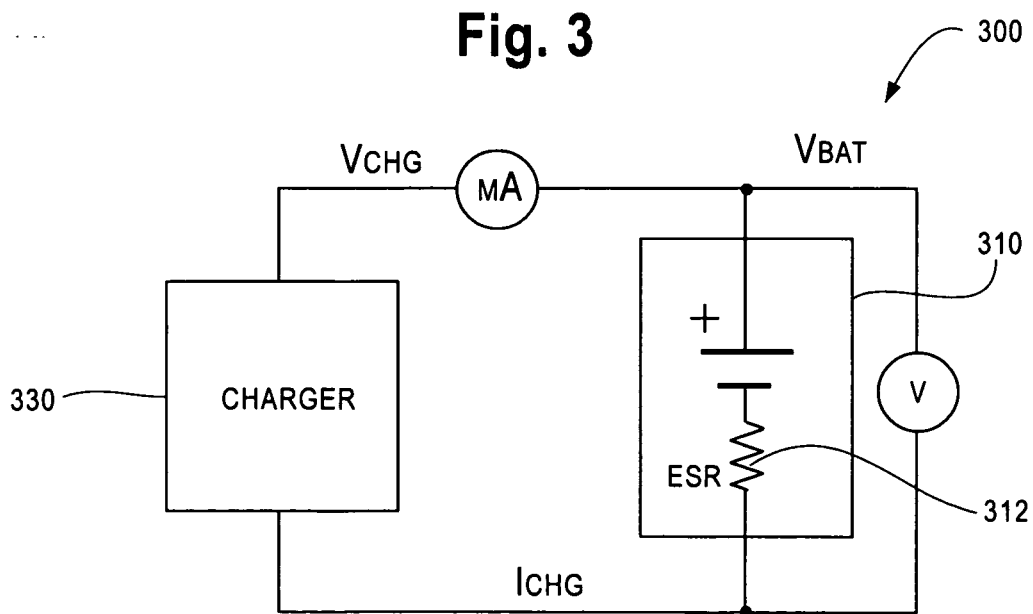 Fig. 3
300
VCHG
MA
VBAT
310
+
330
CHARGER
V
ESR
312
ICHG